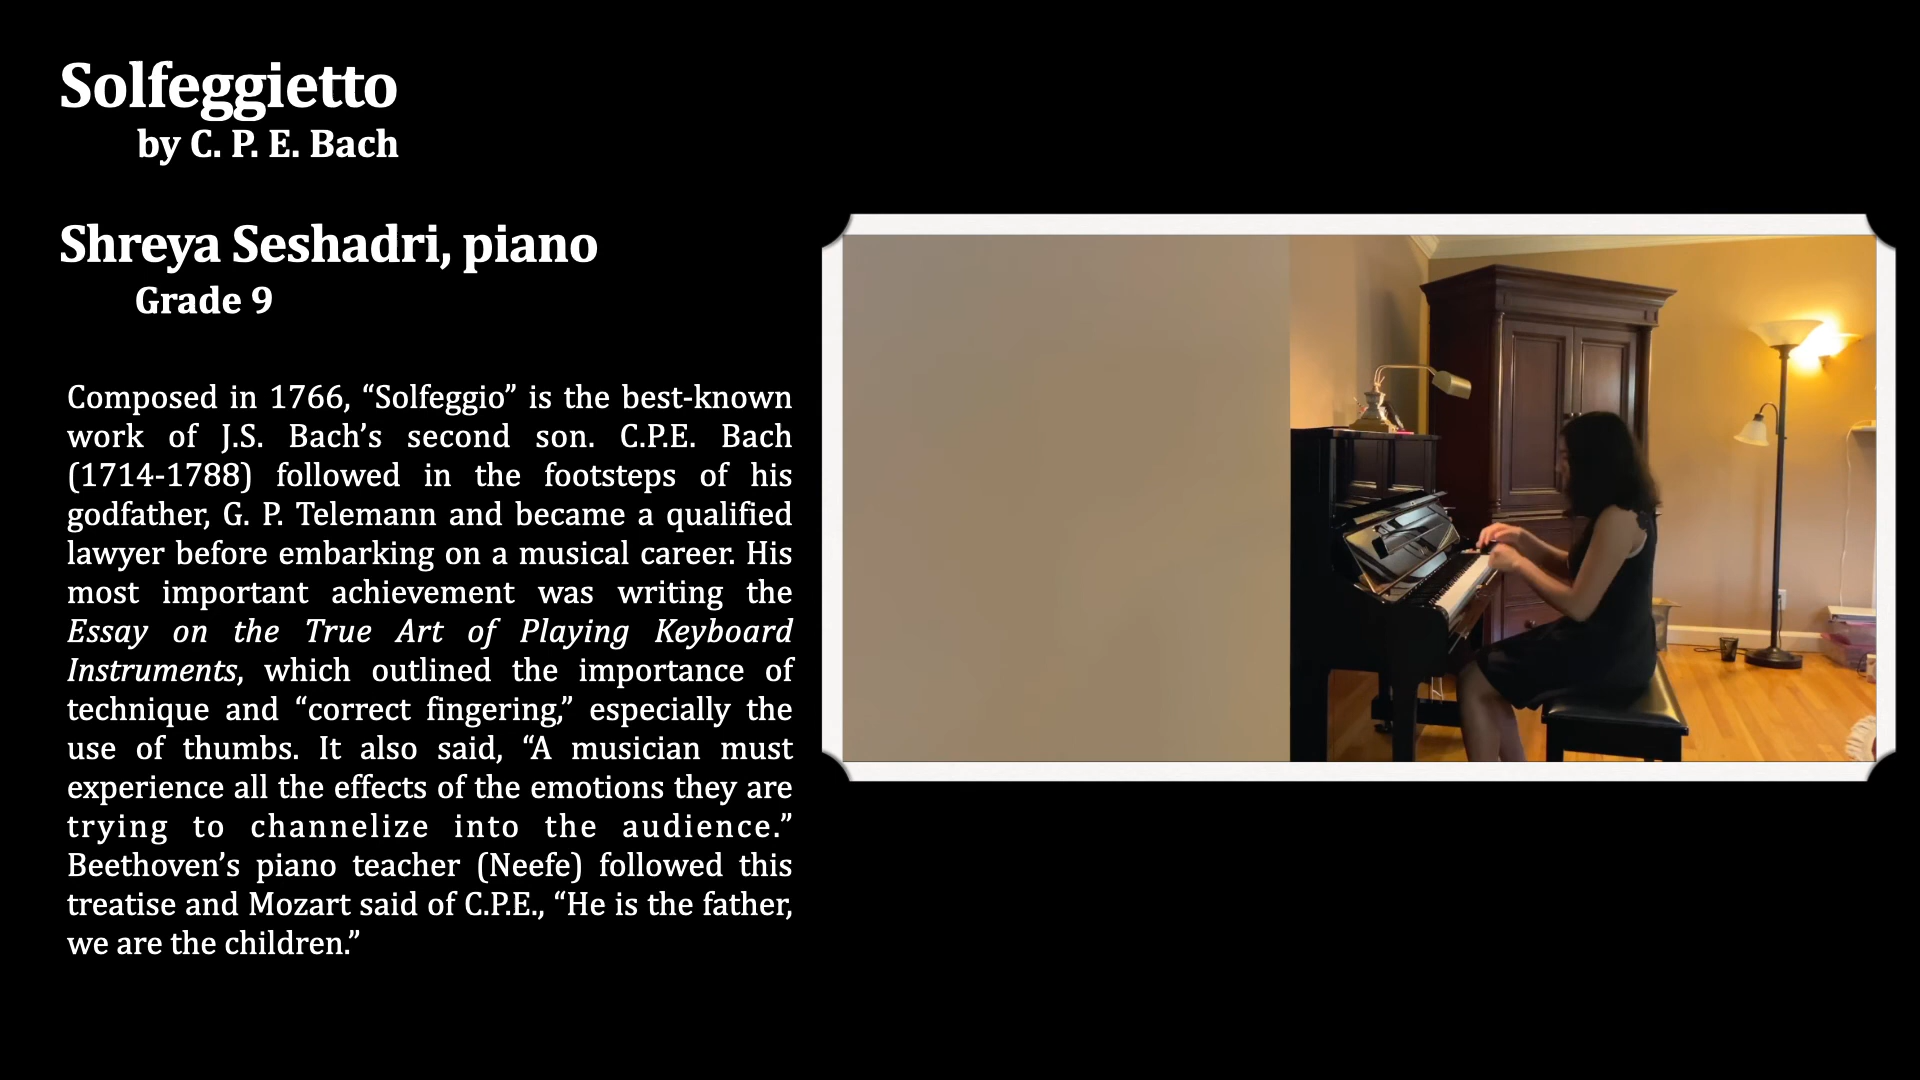 Solfeggietto
by C. P. E. Bach
Shreya Seshadri, piano
Grade 9
Composed in 1766, “Solfeggio” is the best-known
work of J.S. Bach’s second son. C.P.E. Bach
(1714-1788) followed in the footsteps of his
godfather, G. P. Telemann and became a qualified
lawyer before embarking on a musical career. His
most important achievement was writing the
Essay on the True Art of Playing Keyboard
Instruments, which outlined the importance of
technique and “correct fingering,” especially the
use of thumbs. It also said, “A musician must
experience all the effects of the emotions they are
trying to channelize into the audience.”
Beethoven’s piano teacher (Neefe) followed this
treatise and Mozart said of C.P.E., “He is the father,
we are the children.”